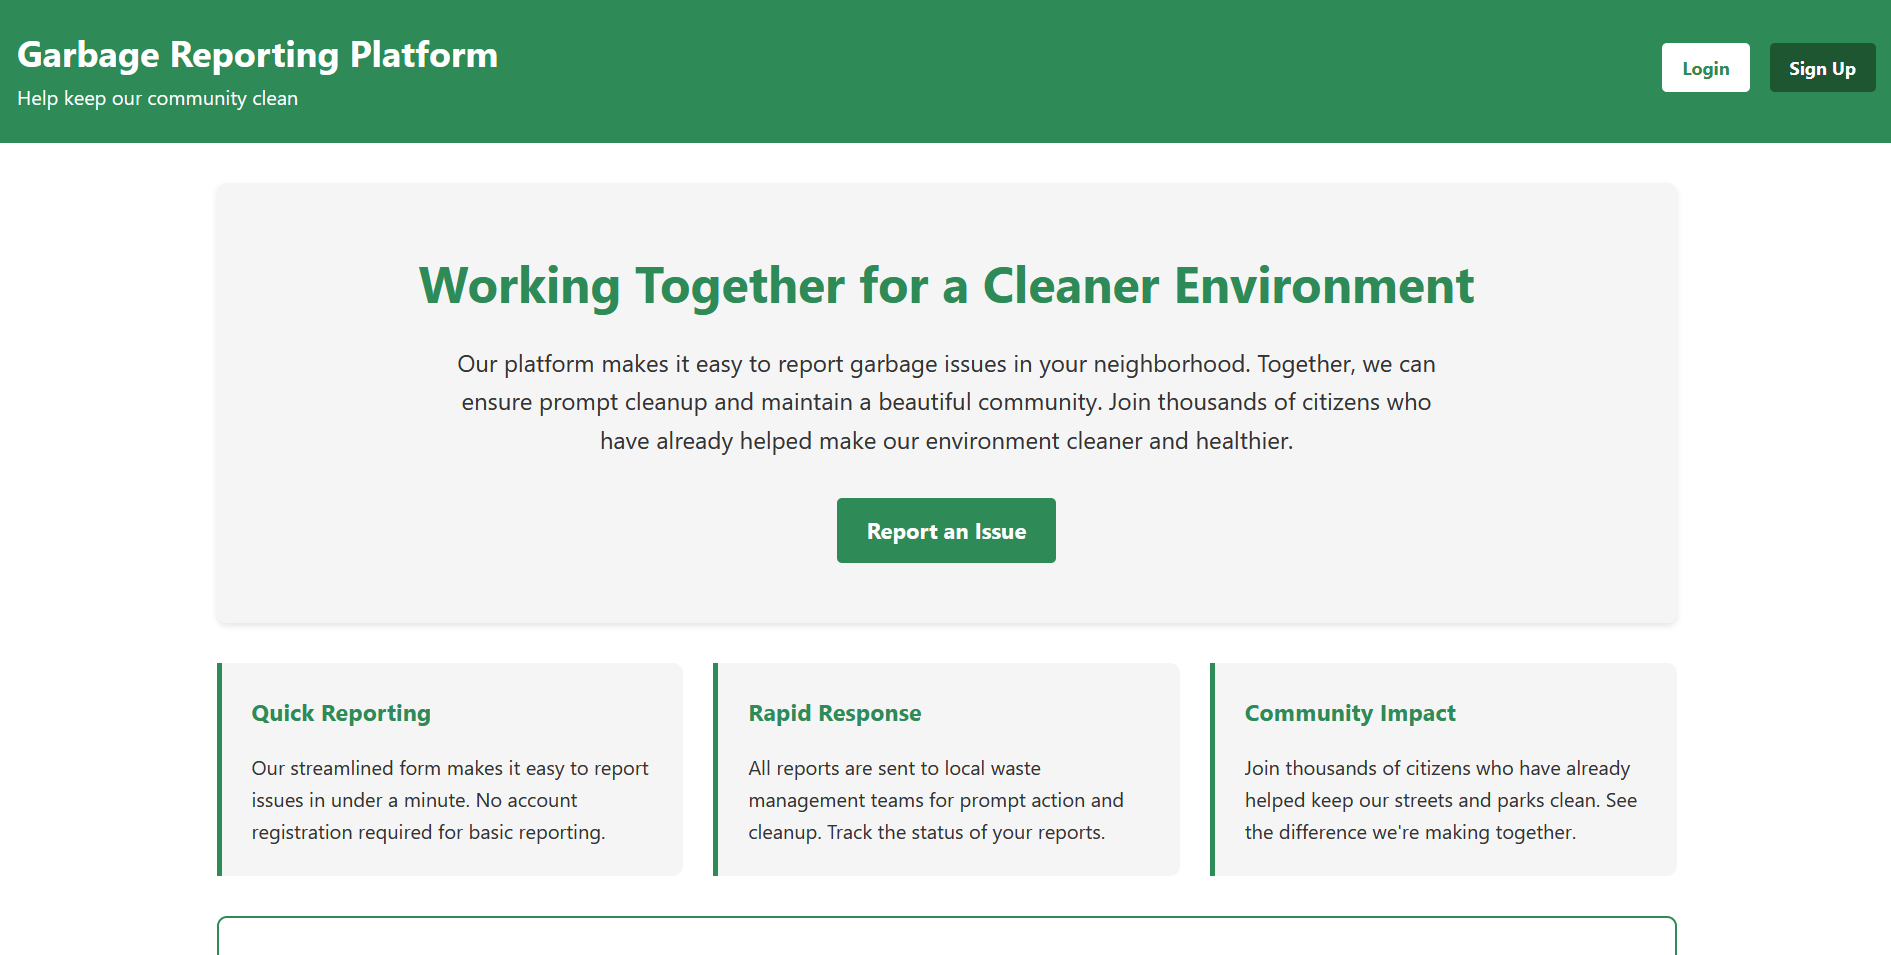 Garbage Reporting Platform
Help keep our community clean
Login
Sign Up
Working Together for a Cleaner Environment
Our platform makes it easy to report garbage issues in your neighborhood. Together, we can
ensure prompt cleanup and maintain a beautiful community. Join thousands of citizens who
have already helped make our environment cleaner and healthier.
Report an Issue
Quick Reporting
Our streamlined form makes it easy to report
issues in under a minute. No account
registration required for basic reporting.
Rapid Response
All reports are sent to local waste
management teams for prompt action and
cleanup. Track the status of your reports.
Community Impact
Join thousands of citizens who have already
helped keep our streets and parks clean. See
the difference we're making together.